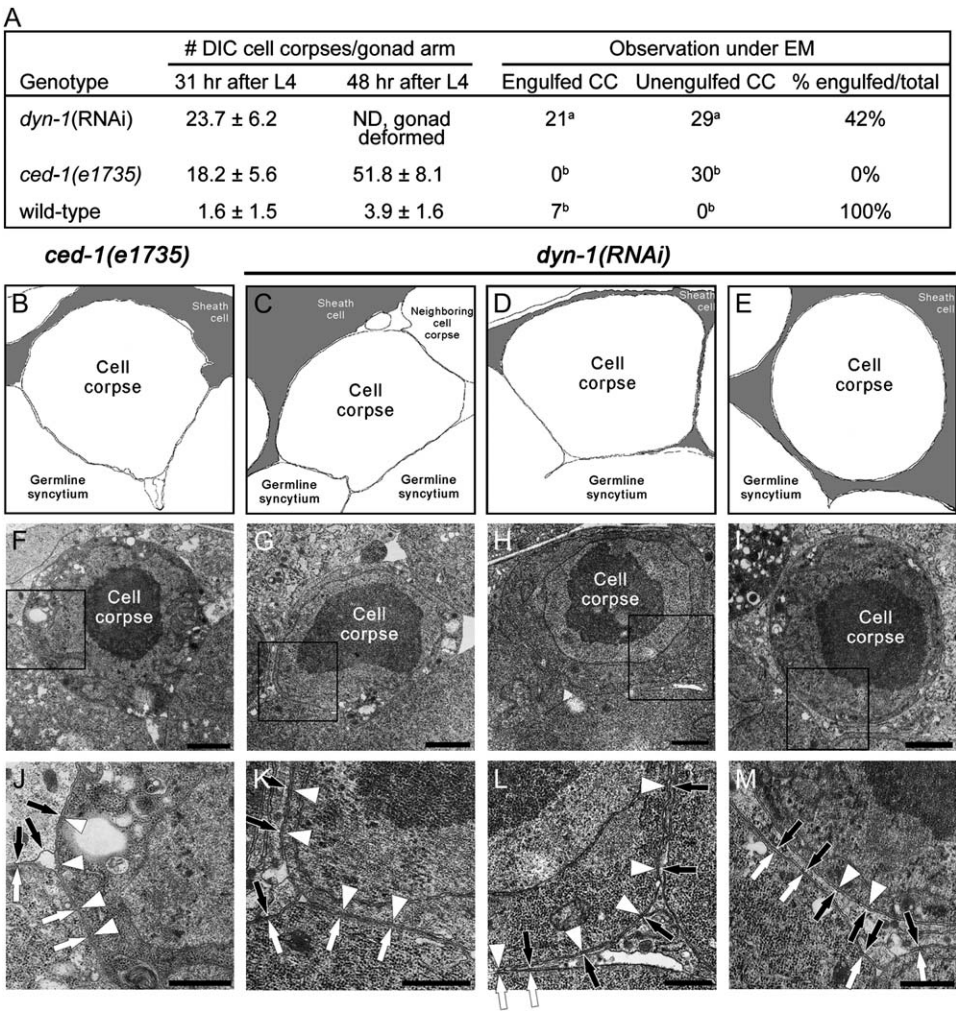 A
# DIC cell corpses/gonad arm Observation under EM
Genotype 31 hr after L4 48 hr after L4 Engulfed CC Unengulfed CC % engulfed/total
dyn-1(RNAi) 23.7 ± 6.2 ND, gonad deformed 21ᵃ 29ᵃ 42%
ced-1(e1735) 18.2 ± 5.6 51.8 ± 8.1 0ᵇ 30ᵇ 0%
wild-type 1.6 ± 1.5 3.9 ± 1.6 7ᵇ 0ᵇ 100%
ced-1(e1735) dyn-1(RNAi)
B Sheath cell
Cell corpse
Germline syncytium
C Sheath cell
Neighboring cell corpse
Cell corpse
Germline syncytium Germline syncytium
D Sheath cell
Cell corpse
Germline syncytium
E Sheath cell
Cell corpse
Germline syncytium
F Cell corpse
G Cell corpse
H Cell corpse
I Cell corpse
J K L M